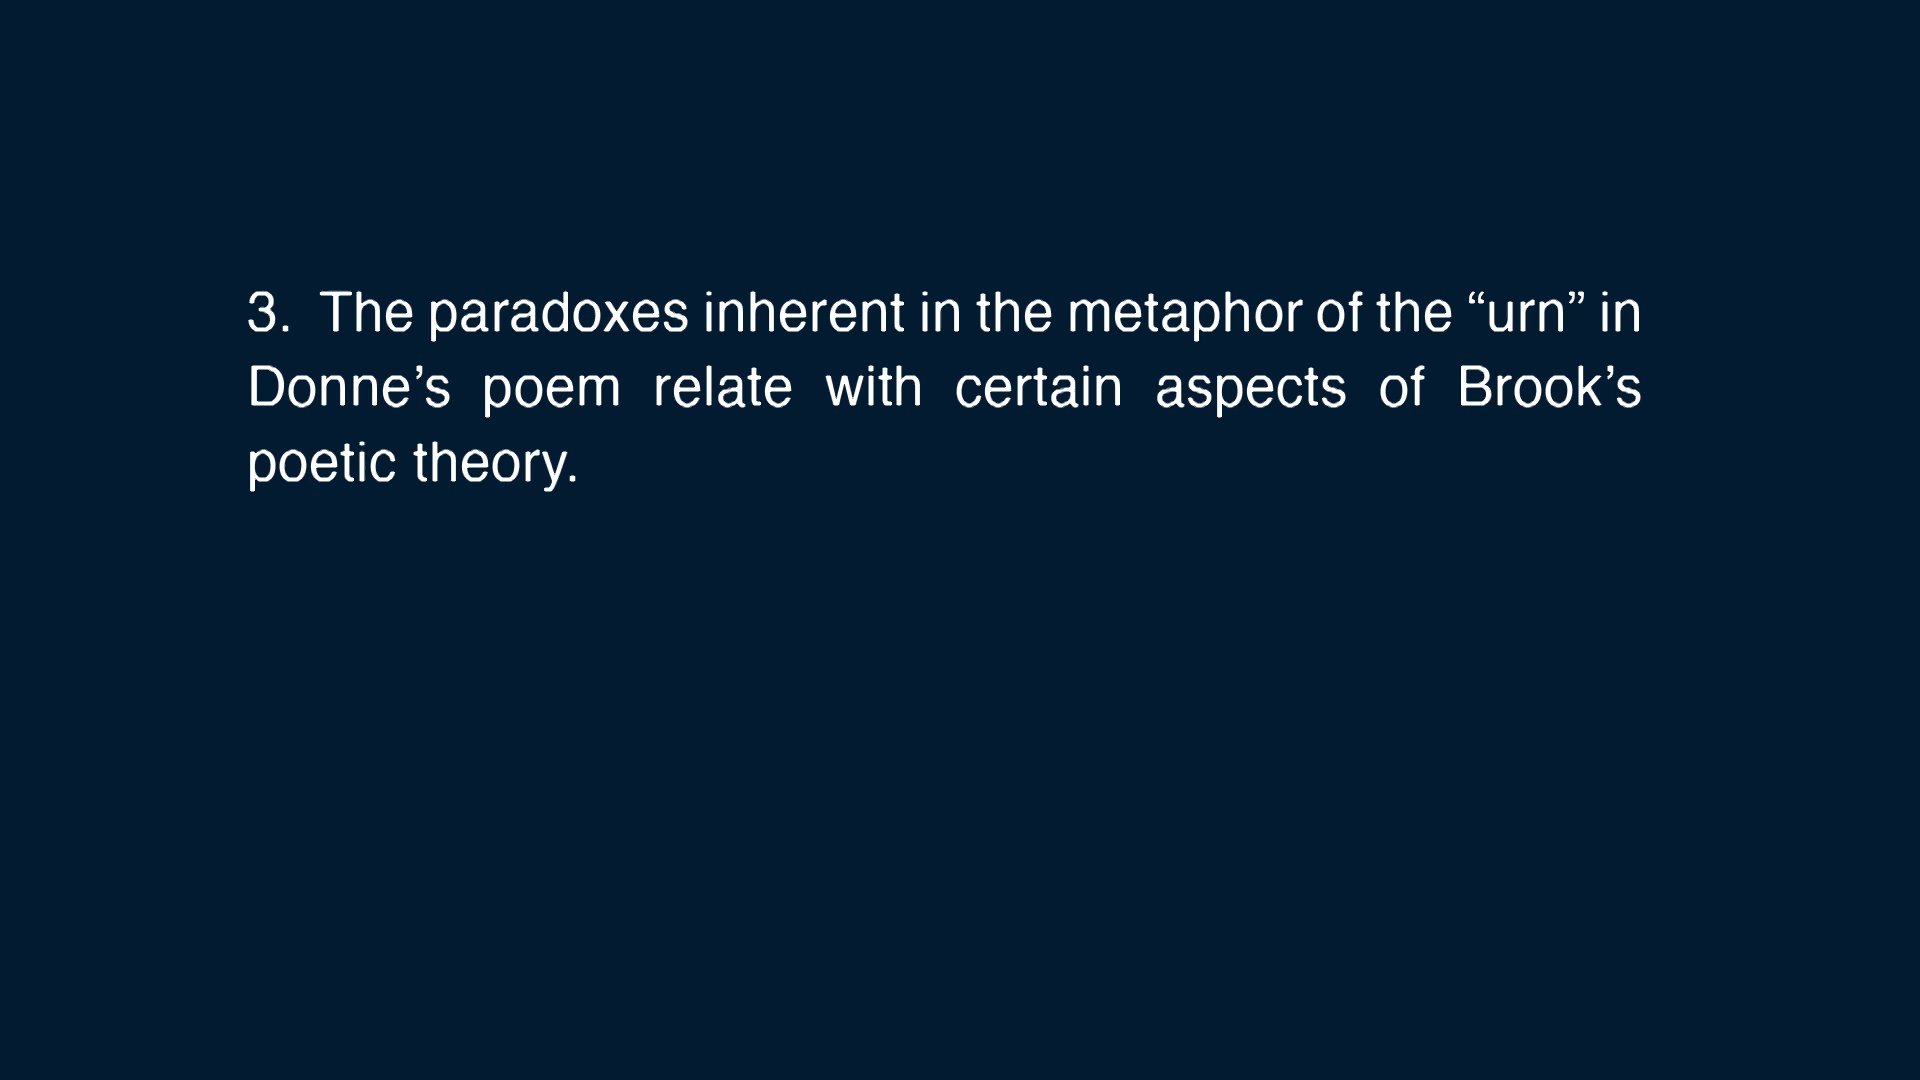 3. The paradoxes inherent in the metaphor of the “urn” in
Donne’s poem relate with certain aspects of Brook’s
poetic theory.